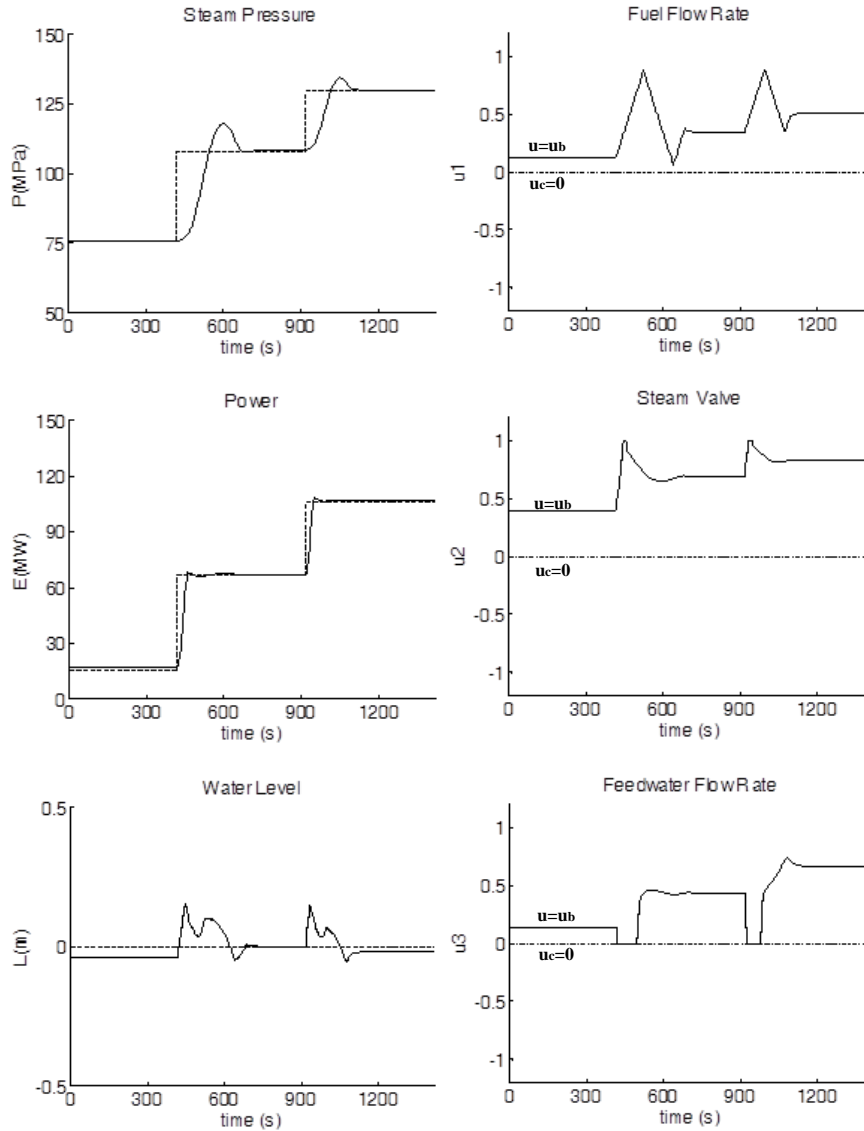 Steam Pressure
P(MPa)
150
125
100
75
50
0 300 600 900 1200
time (s)
Fuel Flow Rate
u1
1
0.5
0
-0.5
-1
u=ub
uc=0
0 300 600 900 1200
time (s)
Power
E(MW)
150
120
90
60
30
0
0 300 600 900 1200
time (s)
Steam Valve
u2
1
0.5
0
-0.5
-1
u=ub
uc=0
0 300 600 900 1200
time (s)
Water Level
L(m)
0.5
0
-0.5
0 300 600 900 1200
time (s)
Feedwater Flow Rate
u3
1
0.5
0
-0.5
-1
u=ub
uc=0
0 300 600 900 1200
time (s)